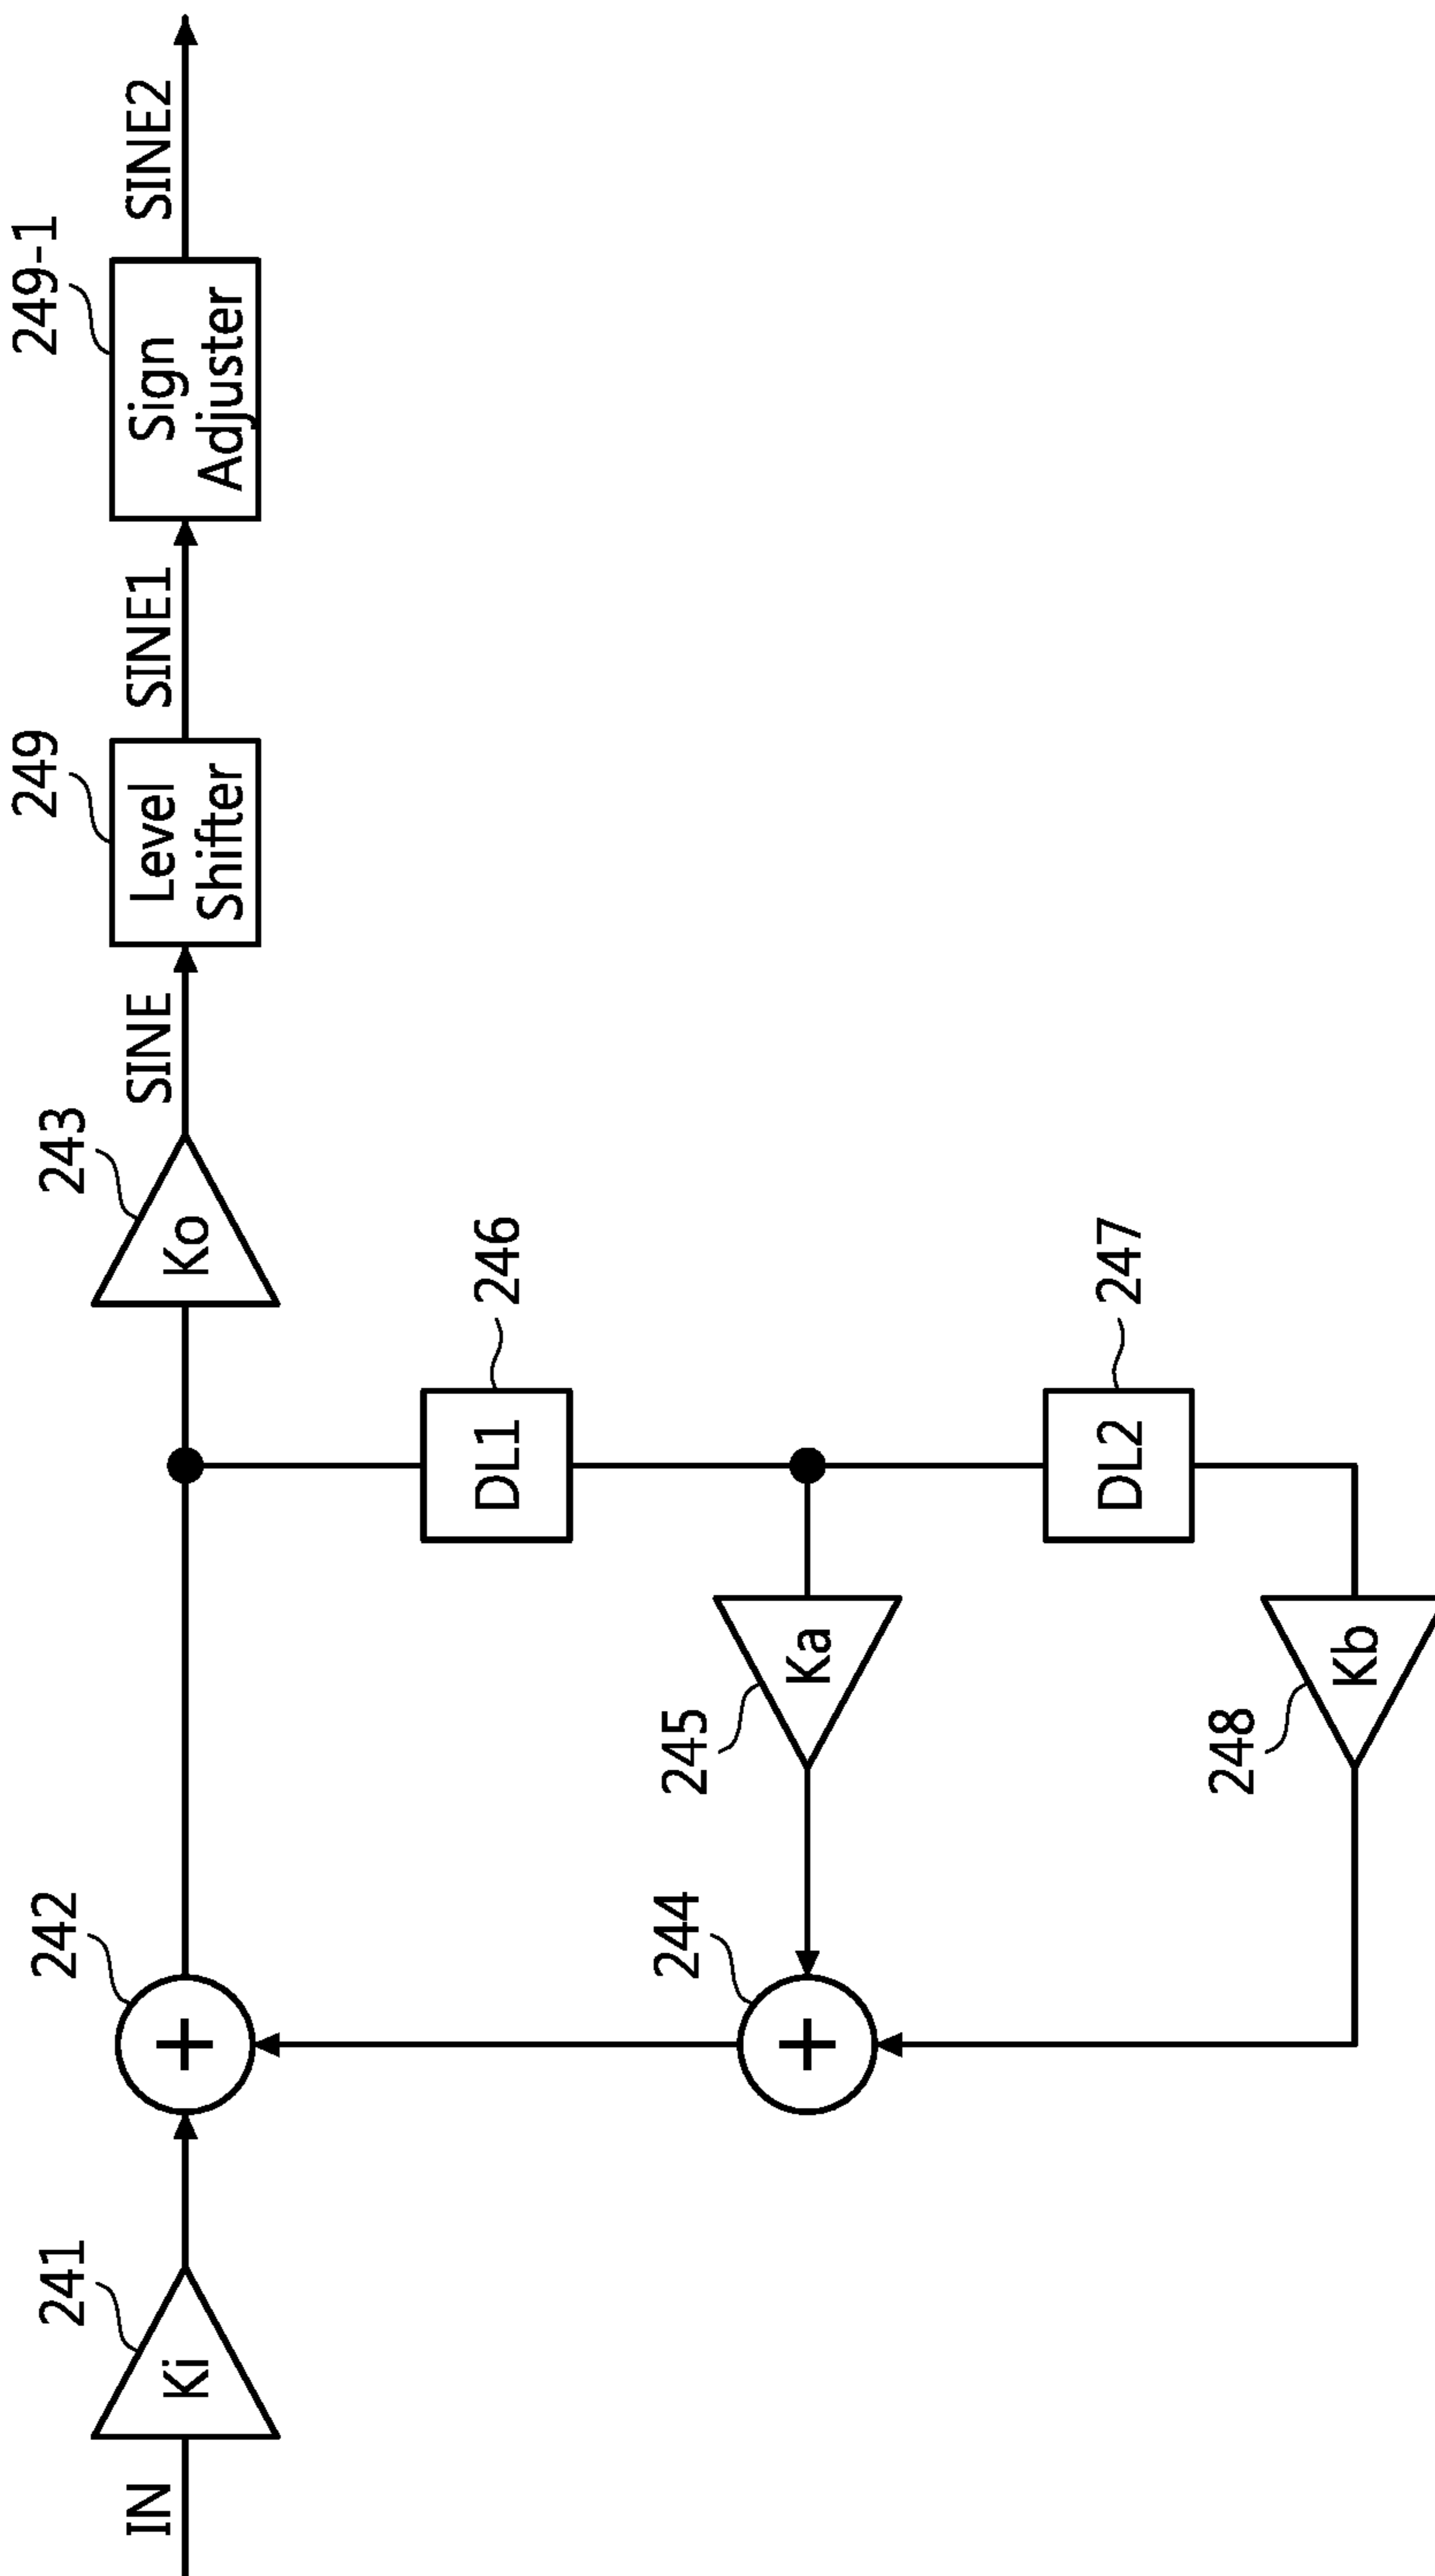 IN
241
Ki
242
+
243
Ko
SINE
249
Level
Shifter
SINE1
249-1
Sign
Adjuster
SINE2
DL1
246
244
+
245
Ka
DL2
247
248
Kb